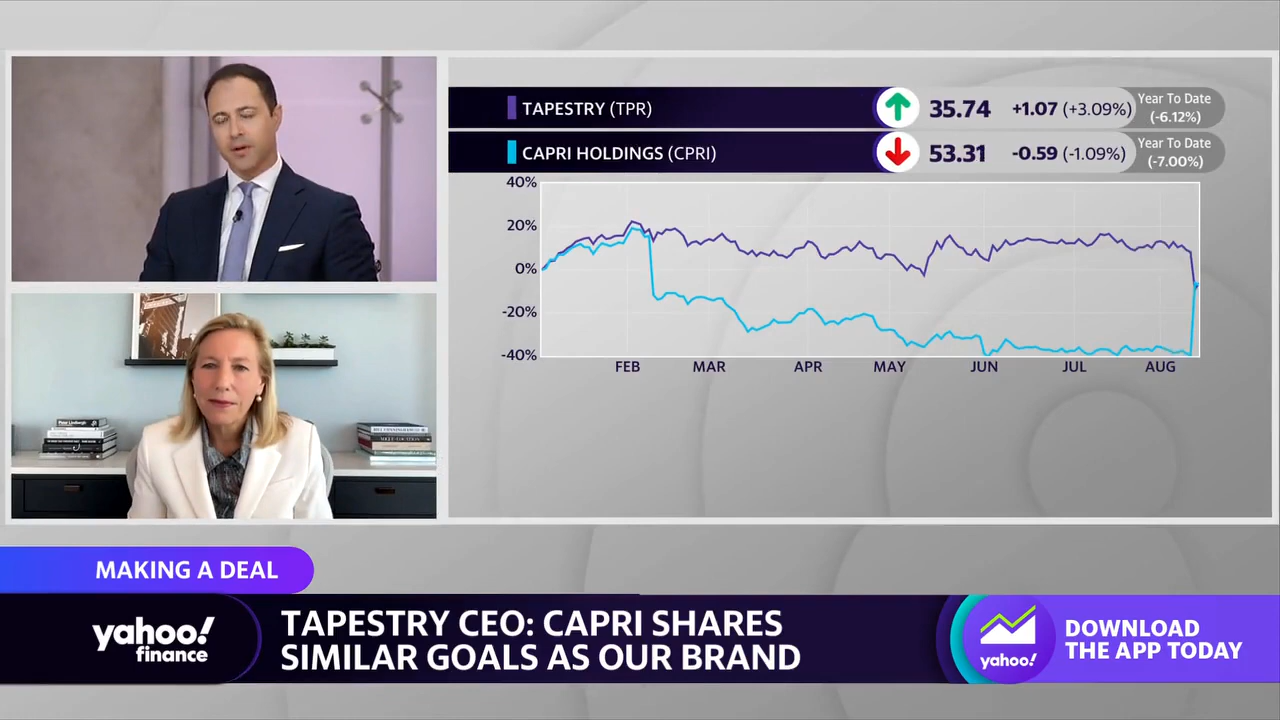 TAPESTRY (TPR)
35.74
+1.07 (+3.09%)
Year To Date
(-6.12%)
CAPRI HOLDINGS (CPRI)
53.31
-0.59 (-1.09%)
Year To Date
(-7.00%)
40%
20%
0%
-20%
-40%
FEB MAR APR MAY JUN JUL AUG
MAKING A DEAL
yahoo!
finance
TAPESTRY CEO: CAPRI SHARES
SIMILAR GOALS AS OUR BRAND
yahoo!
DOWNLOAD
THE APP TODAY